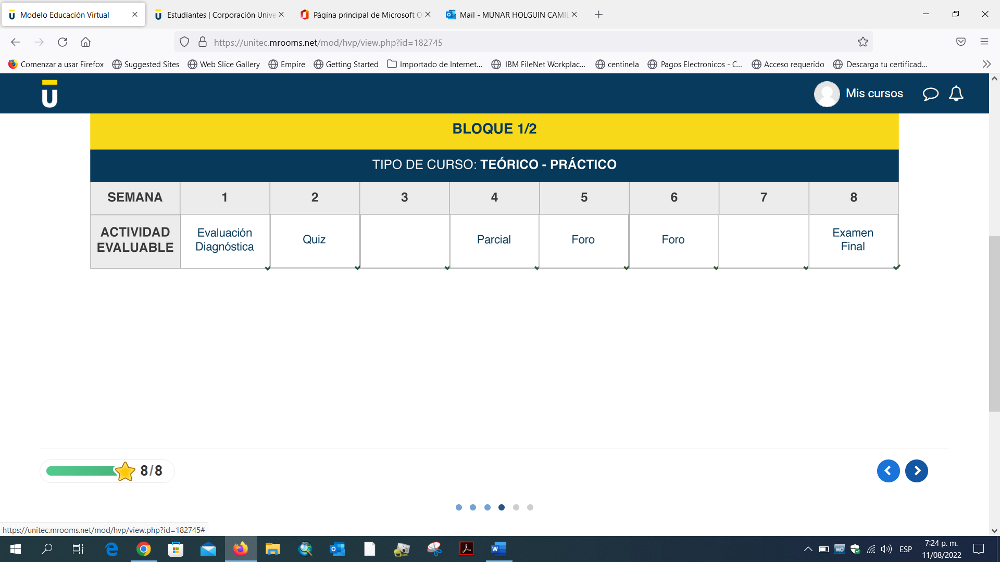 Modelo Educación Virtual
Estudiantes | Corporación Unive
Página principal de Microsoft O
Mail - MUNAR HOLGUIN CAMIL
https://unitec.mrooms.net/mod/hvp/view.php?id=182745
Comenzar a usar Firefox
Suggested Sites
Web Slice Gallery
Empire
Getting Started
Importado de Internet...
IBM FileNet Workplac...
centinela
Pagos Electronicos - C...
Acceso requerido
Descarga tu certificad...
Mis cursos
BLOQUE 1/2
TIPO DE CURSO: TEÓRICO - PRÁCTICO
SEMANA 1 2 3 4 5 6 7 8
ACTIVIDAD
EVALUABLE
Evaluación
Diagnóstica
Quiz
Parcial
Foro
Foro
Examen
Final
8/8
https://unitec.mrooms.net/mod/hvp/view.php?id=182745#
ESP
7:24 p. m.
11/08/2022